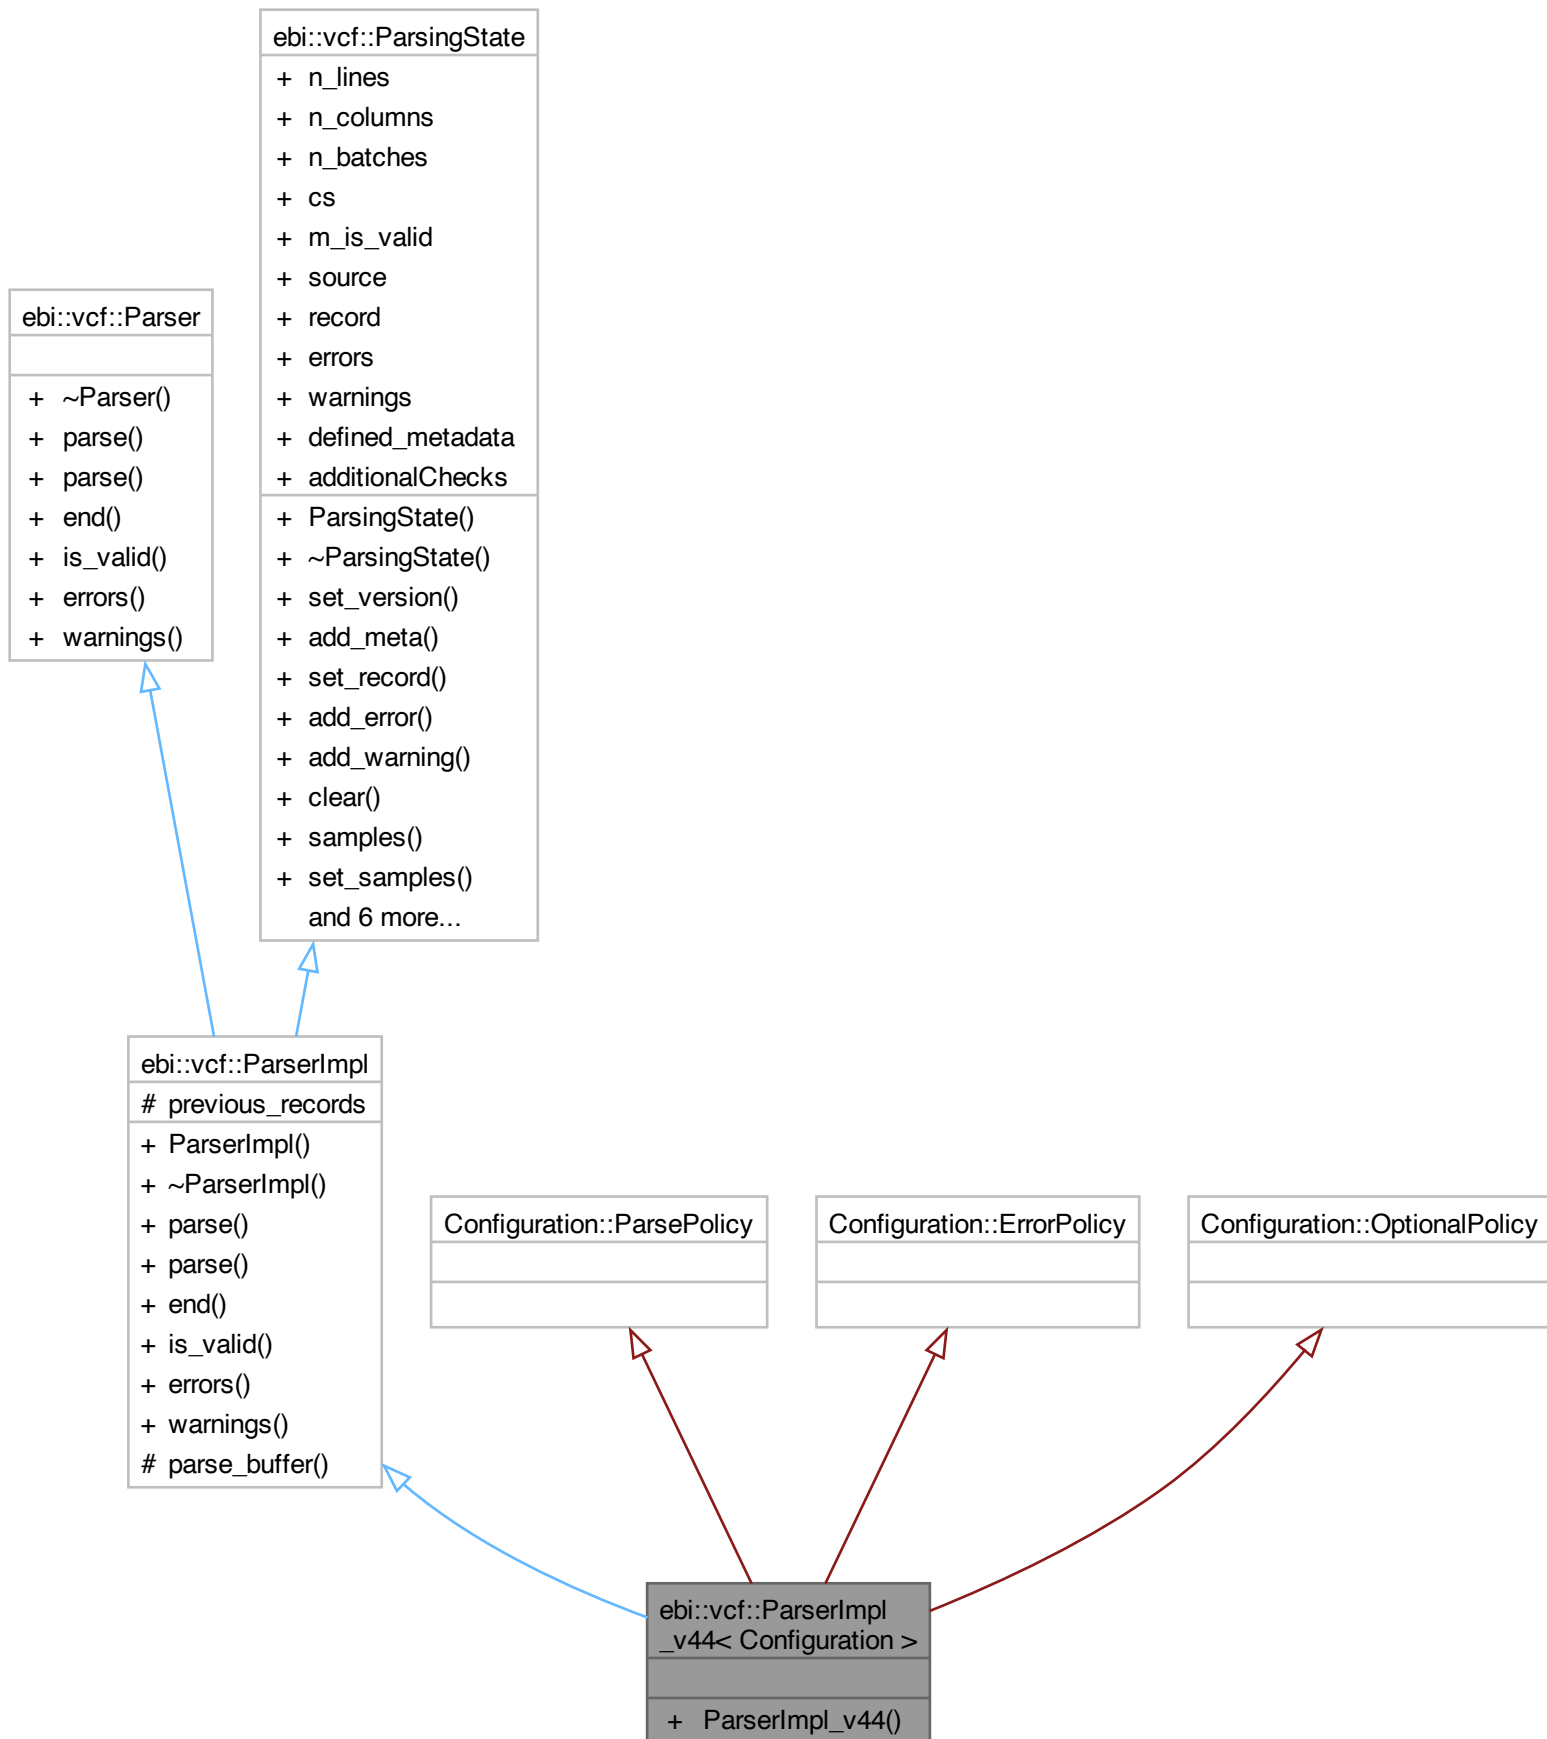 ebi::vcf::ParsingState
+ n_lines
+ n_columns
+ n_batches
+ cs
+ m_is_valid
+ source
+ record
+ errors
+ warnings
+ defined_metadata
+ additionalChecks
+ ParsingState()
+ ~ParsingState()
+ set_version()
+ add_meta()
+ set_record()
+ add_error()
+ add_warning()
+ clear()
+ samples()
+ set_samples()
and 6 more...
ebi::vcf::Parser
+ ~Parser()
+ parse()
+ parse()
+ end()
+ is_valid()
+ errors()
+ warnings()
ebi::vcf::ParserImpl
# previous_records
+ ParserImpl()
+ ~ParserImpl()
+ parse()
+ parse()
+ end()
+ is_valid()
+ errors()
+ warnings()
# parse_buffer()
Configuration::ParsePolicy
Configuration::ErrorPolicy
Configuration::OptionalPolicy
ebi::vcf::ParserImpl
_v44< Configuration >
+ ParserImpl_v44()